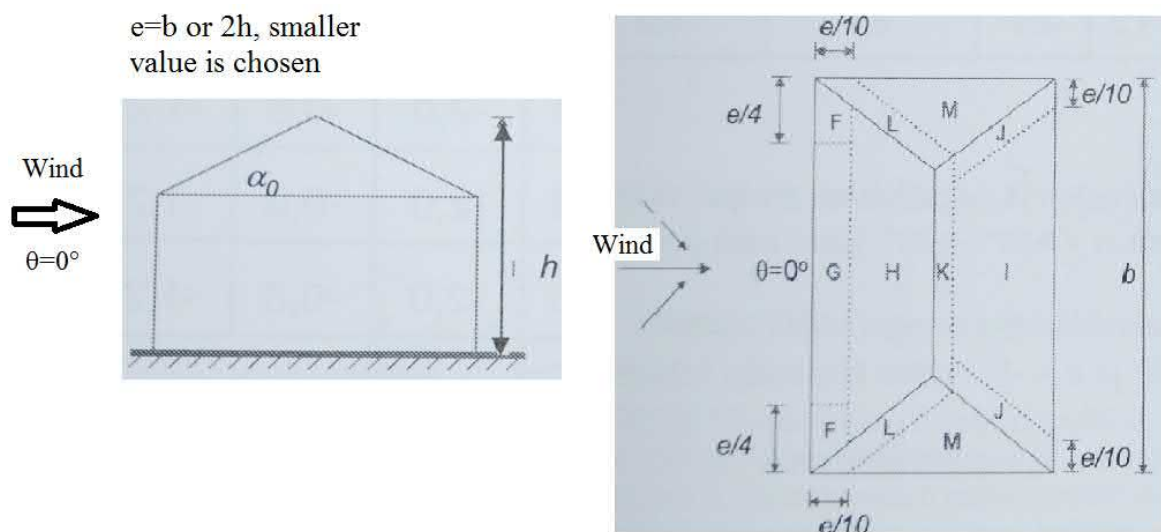 e=b or 2h, smaller
value is chosen
Wind
θ=0°
α₀
h
e/10
e/4
F
L
M
J
e/10
Wind
θ=0°
G
H
K
I
b
e/4
F
L
M
J
e/10
e/10